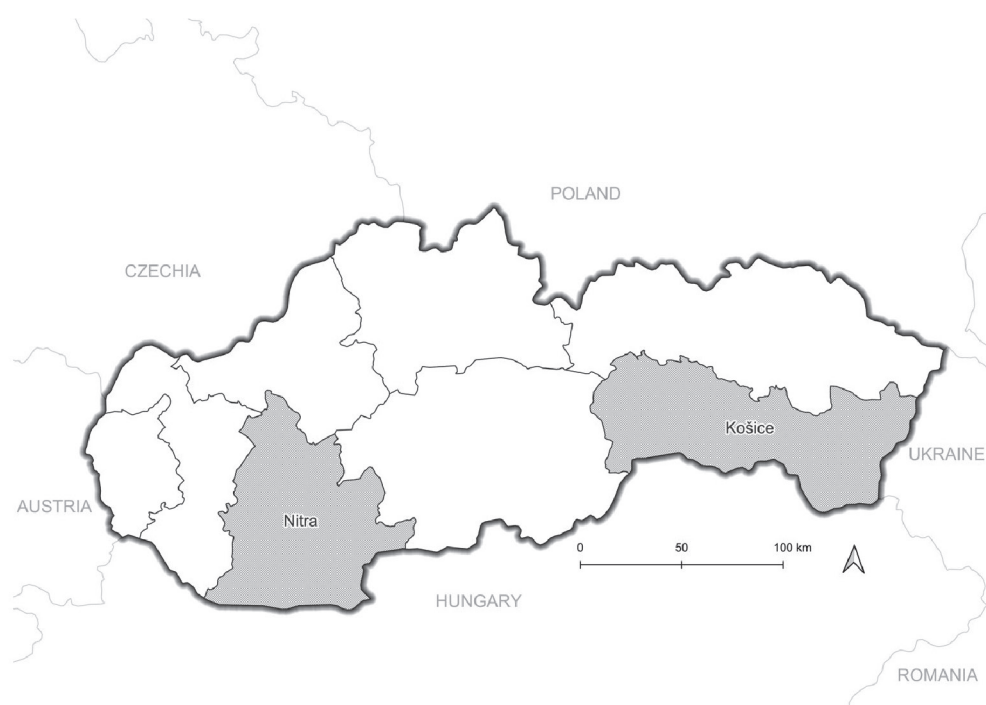 POLAND
CZECHIA
Košice
UKRAINE
AUSTRIA
Nitra
0 50 100 km
HUNGARY
ROMANIA